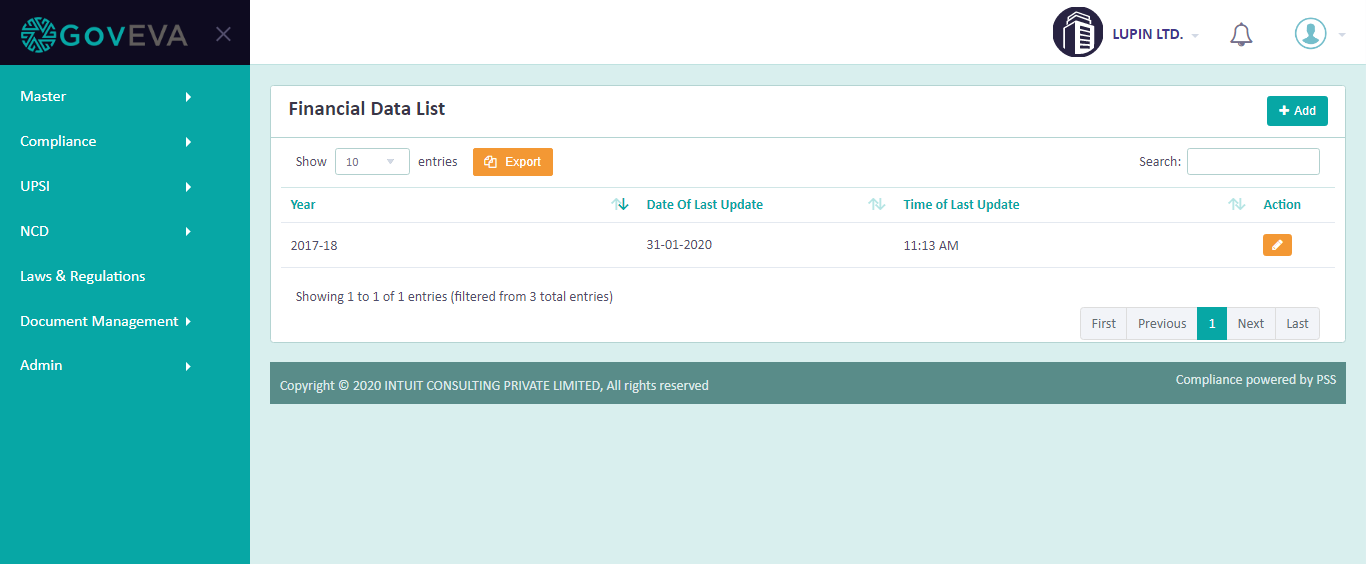 GOVEVA
LUPIN LTD.
Master
Compliance
UPSI
NCD
Laws & Regulations
Document Management
Admin
Financial Data List
Add
Show 10 entries Export Search:
Year Date Of Last Update Time of Last Update Action
2017-18 31-01-2020 11:13 AM
Showing 1 to 1 of 1 entries (filtered from 3 total entries)
First Previous 1 Next Last
Copyright © 2020 INTUIT CONSULTING PRIVATE LIMITED, All rights reserved
Compliance powered by PSS